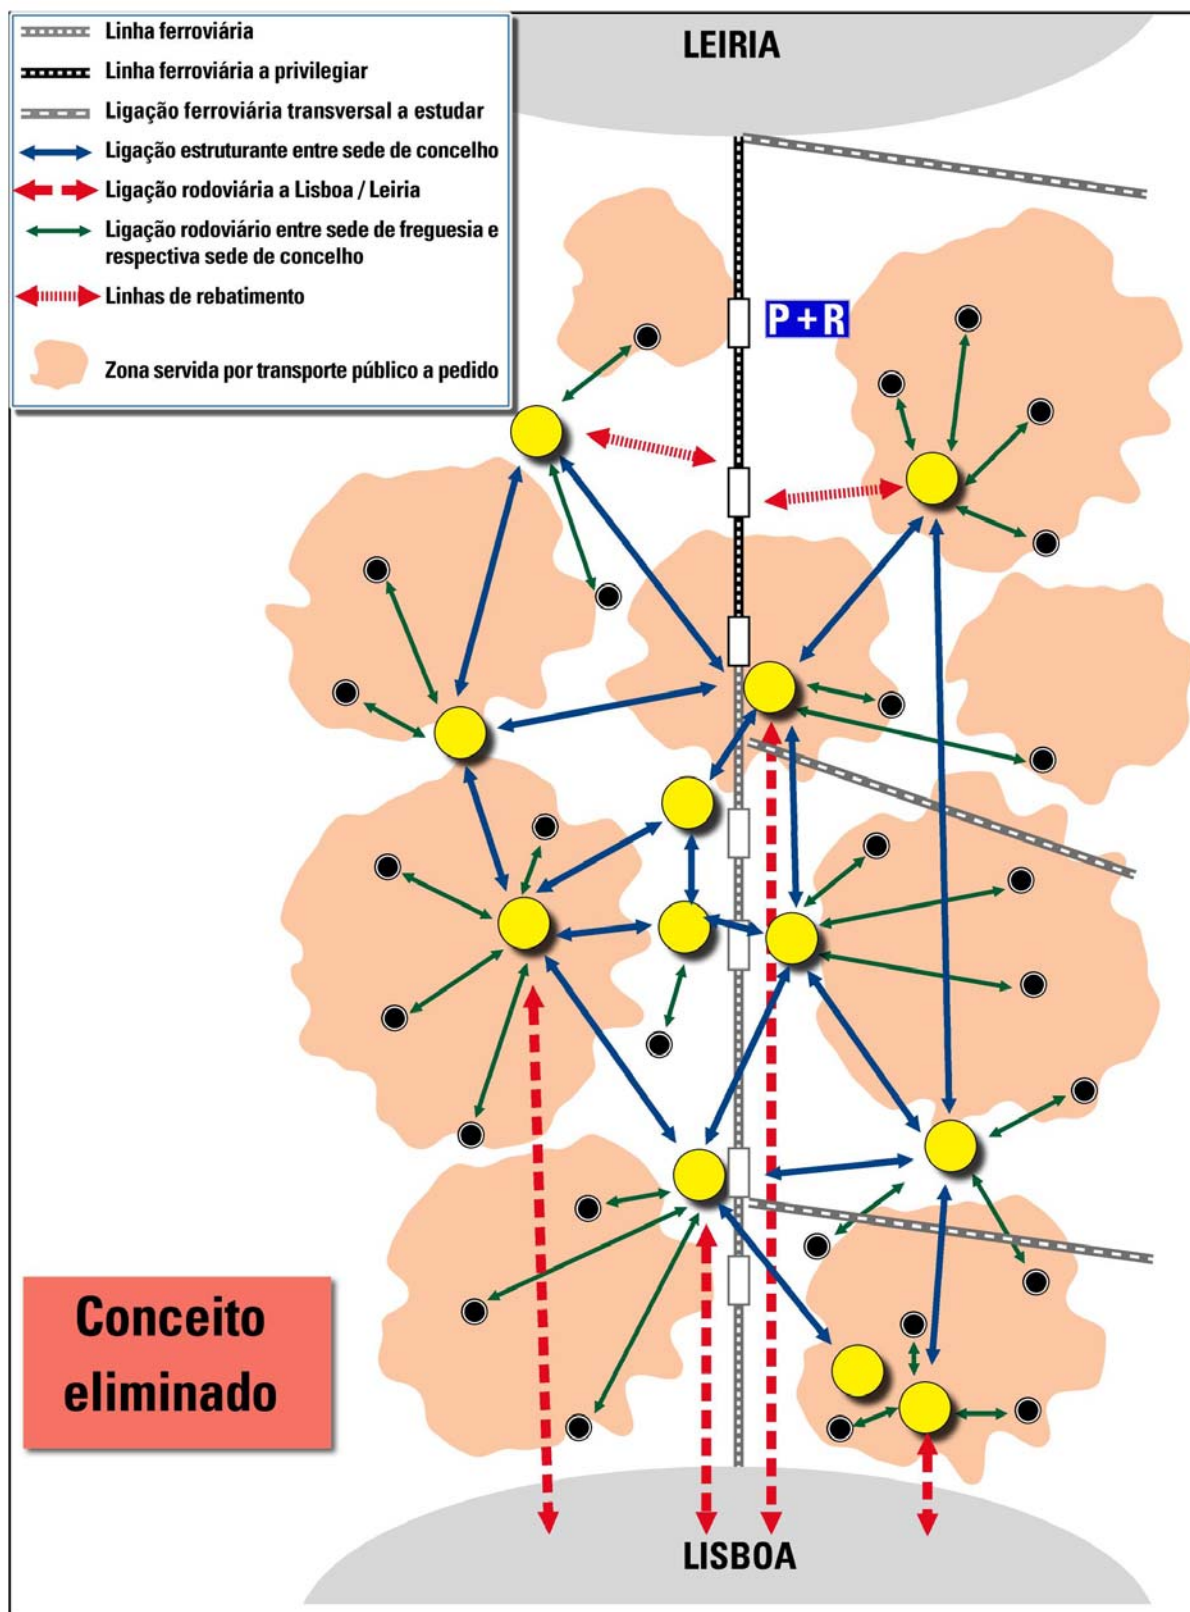 Linha ferroviária
Linha ferroviária a privilegiar
Ligação ferroviária transversal a estudar
Ligação estruturante entre sede de concelho
Ligação rodoviária a Lisboa / Leiria
Ligação rodoviário entre sede de freguesia e
respectiva sede de concelho
Linhas de rebatimento
Zona servida por transporte público a pedido
LEIRIA
P + R
Conceito
eliminado
LISBOA